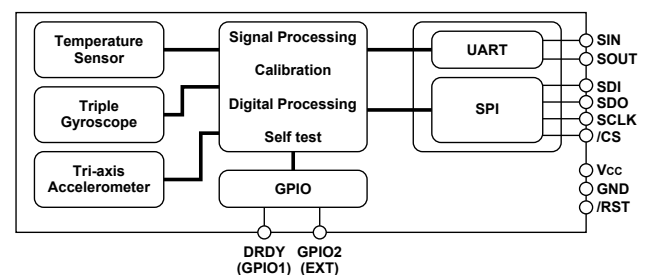 Temperature
Sensor
Triple
Gyroscope
Tri-axis
Accelerometer
Signal Processing
Calibration
Digital Processing
Self test
GPIO
UART
SPI
SIN
SOUT
SDI
SDO
SCLK
/CS
Vcc
GND
/RST
DRDY
(GPIO1)
GPIO2
(EXT)